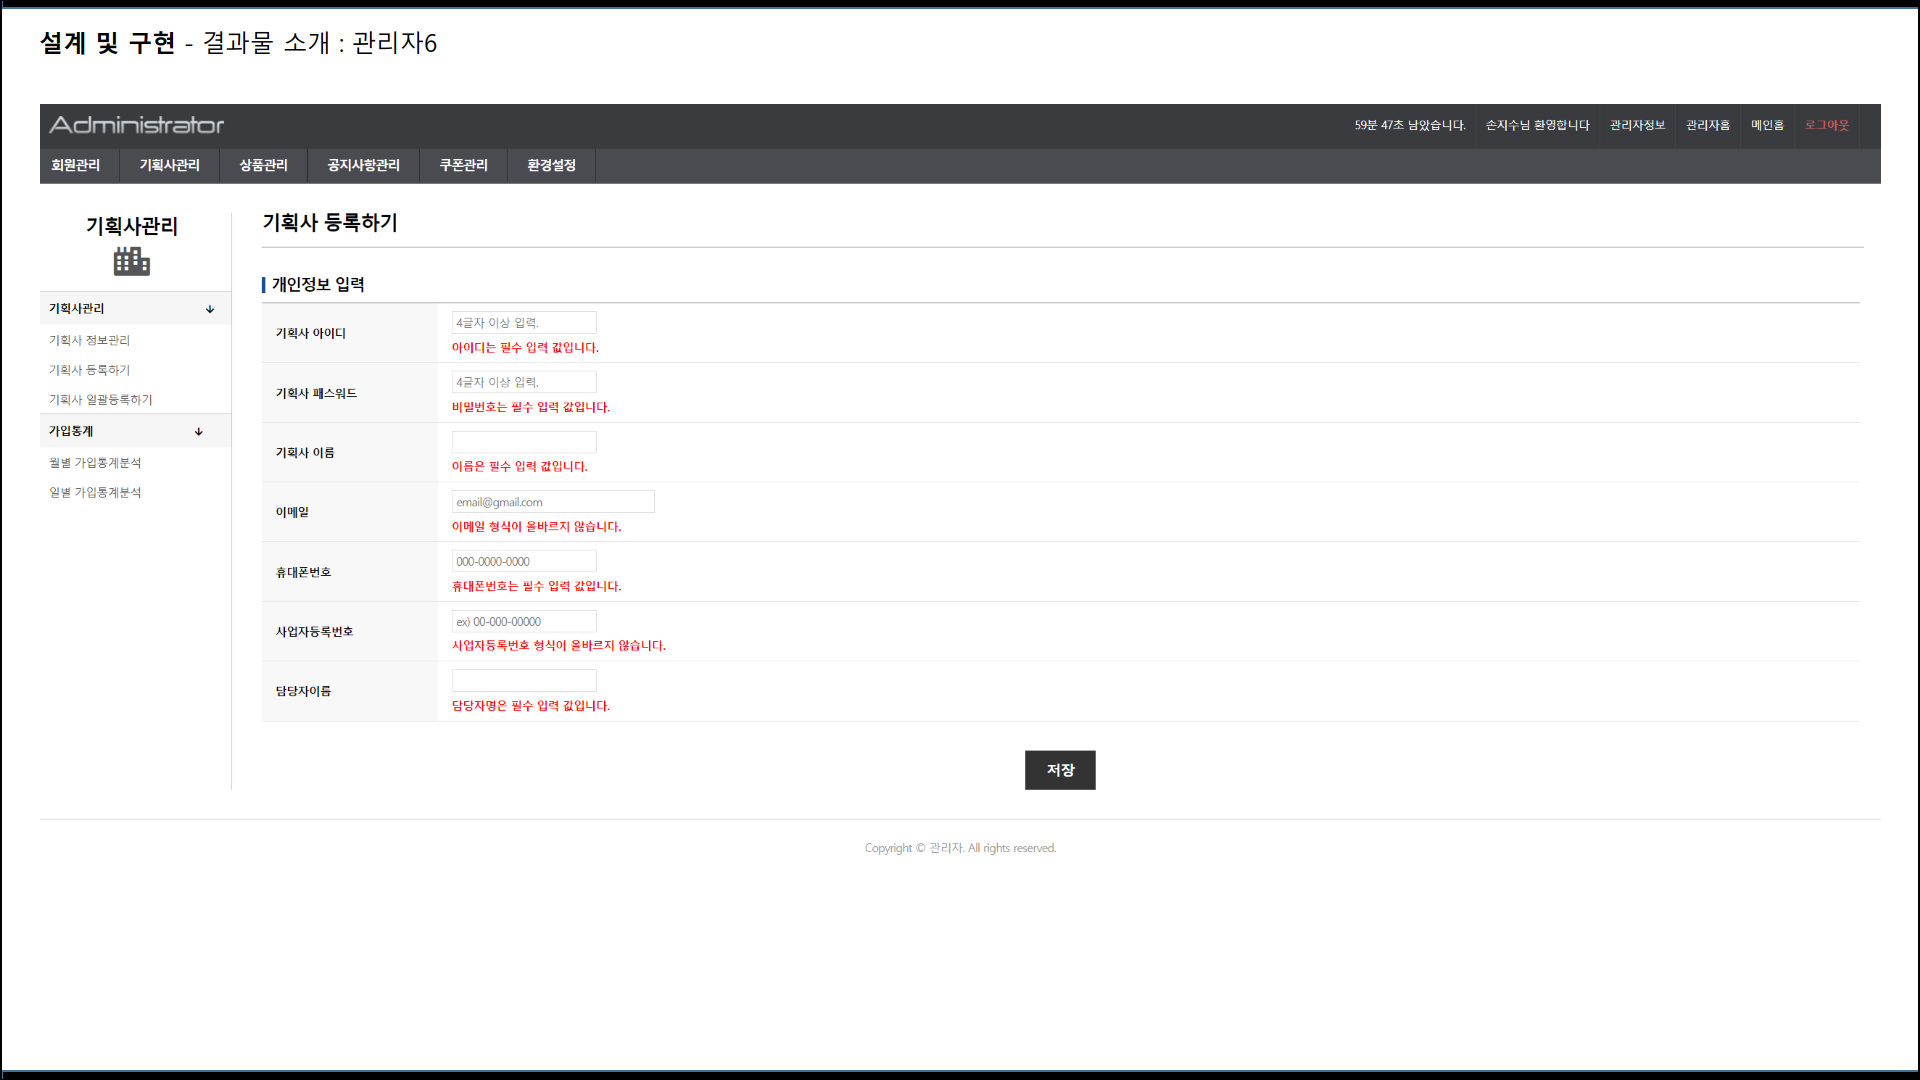 설계 및 구현 - 결과물 소개 : 관리자6
Administrator
59분 47초 남았습니다. 손지수님 환영합니다 관리자정보 관리자홈 메인홈 로그아웃
회원관리 기획사관리 상품관리 공지사항관리 쿠폰관리 환경설정
기획사관리
기획사관리
기획사 정보관리
기획사 등록하기
기획사 일괄등록하기
가입통계
월별 가입통계분석
일별 가입통계분석
기획사 등록하기
개인정보 입력
기획사 아이디
4글자 이상 입력.
아이디는 필수 입력 값입니다.
기획사 패스워드
4글자 이상 입력.
비밀번호는 필수 입력 값입니다.
기획사 이름
이름은 필수 입력 값입니다.
이메일
email@gmail.com
이메일 형식이 올바르지 않습니다.
휴대폰번호
000-0000-0000
휴대폰번호는 필수 입력 값입니다.
사업자등록번호
ex) 00-000-00000
사업자등록번호 형식이 올바르지 않습니다.
담당자이름
담당자명은 필수 입력 값입니다.
저장
Copyright © 관리자. All rights reserved.